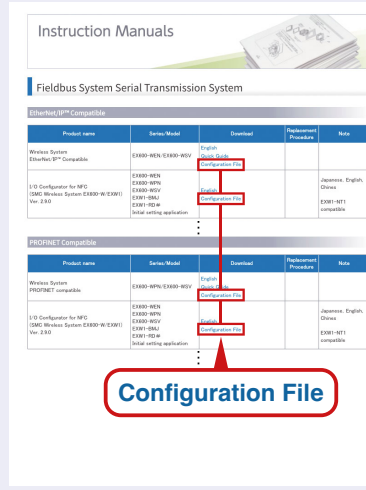 Instruction Manuals
Fieldbus System Serial Transmission System
EtherNet/IP™ Compatible
Product name Series/Model Download Replacement Procedure Note
Wireless System
EtherNet/IP™ Compatible
EX600-WEN/EX600-WSV
English
Quick Guide
Configuration File
I/O Configurator for NFC
(SMC Wireless System EX600-W/EXW1)
Ver. 2.9.0
EX600-WEN
EX600-WPN
EX600-WSV
EXW1-BMJ
EXW1-RD#
Initial setting application
English
Configuration File
Japanese, English,
Chines
EXW1-NT1
compatible
PROFINET Compatible
Product name Series/Model Download Replacement Procedure Note
Wireless System
PROFINET compatible
EX600-WPN/EX600-WSV
English
Quick Guide
Configuration File
I/O Configurator for NFC
(SMC Wireless System EX600-W/EXW1)
Ver. 2.9.0
EX600-WEN
EX600-WPN
EX600-WSV
EXW1-BMJ
EXW1-RD#
Initial setting application
English
Configuration File
Japanese, English,
Chines
EXW1-NT1
compatible
Configuration File